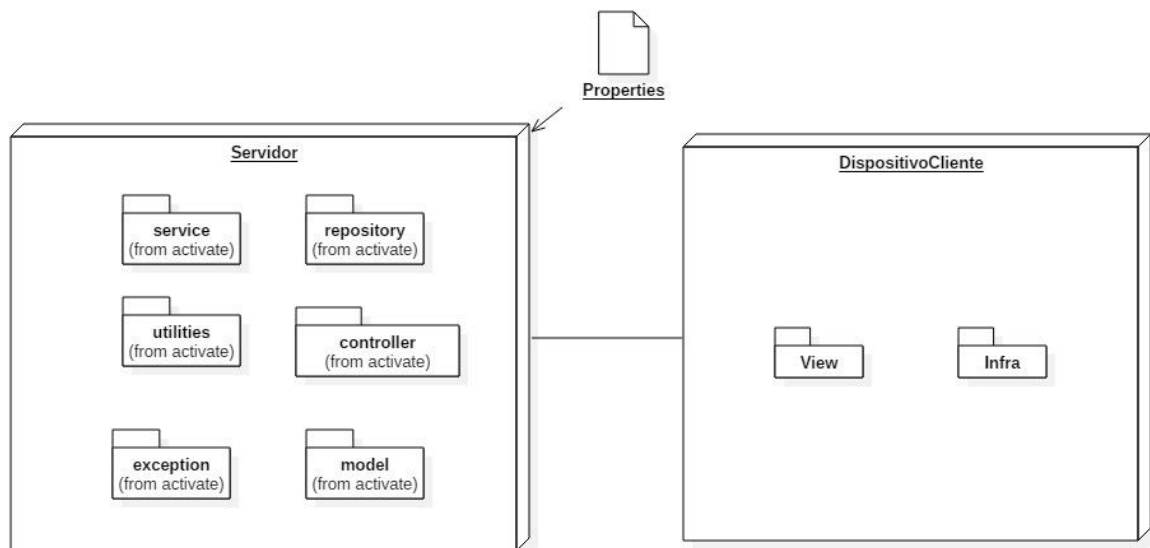 Properties
Servidor
DispositivoCliente
service
(from activate)
repository
(from activate)
utilities
(from activate)
controller
(from activate)
View
Infra
exception
(from activate)
model
(from activate)